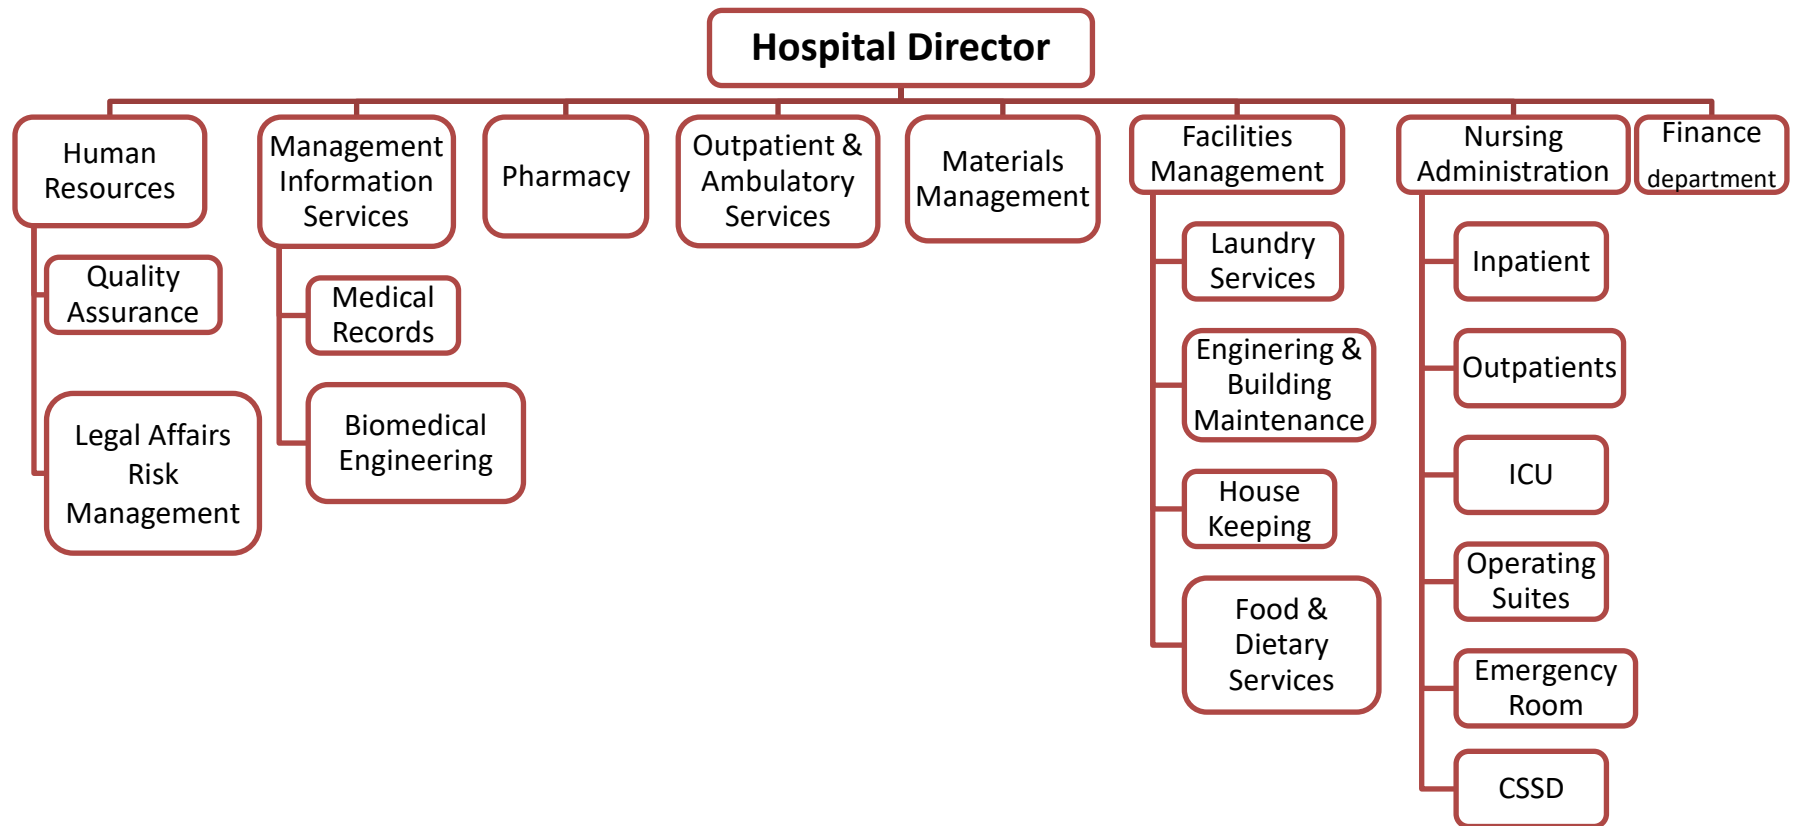 Hospital Director
Human
Resources
Management
Information
Services
Pharmacy
Outpatient &
Ambulatory
Services
Materials
Management
Facilities
Management
Nursing
Administration
Finance
department
Quality
Assurance
Legal Affairs
Risk
Management
Medical
Records
Biomedical
Engineering
Laundry
Services
Enginering &
Building
Maintenance
House
Keeping
Food &
Dietary
Services
Inpatient
Outpatients
ICU
Operating
Suites
Emergency
Room
CSSD